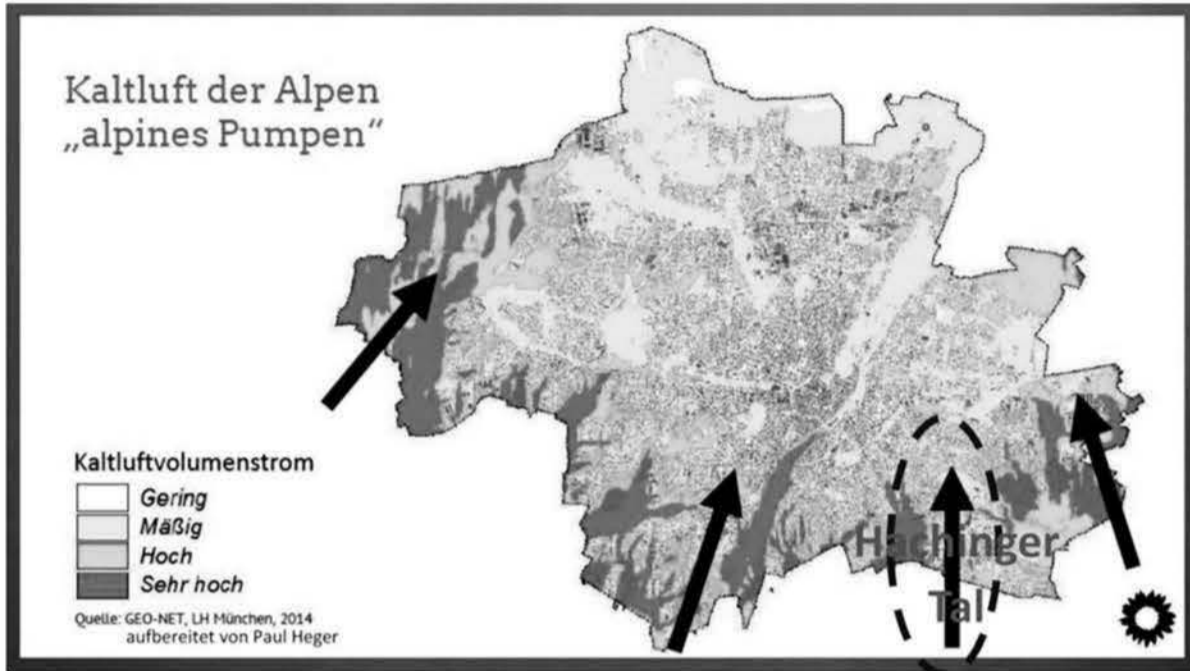 Kaltluft der Alpen
„alpines Pumpen“
Kaltluftvolumenstrom
Gering
Mäßig
Hoch
Sehr hoch
Quelle: GEO-NET, LH München, 2014
aufbereitet von Paul Heger
Hachinger
Tal